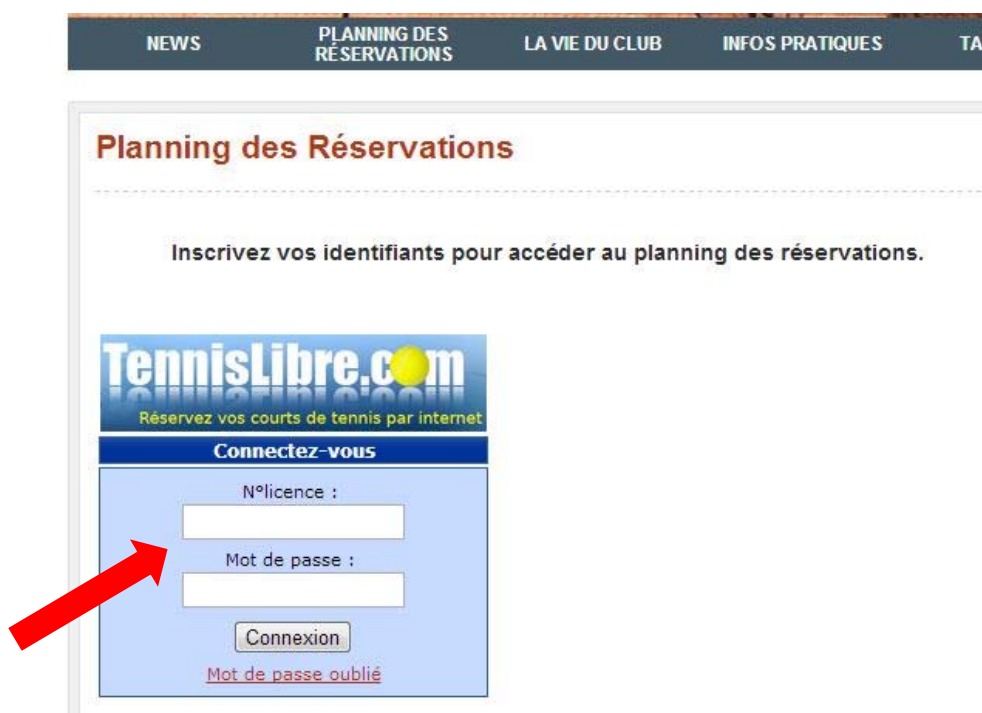 NEWS
PLANNING DES
RÉSERVATIONS
LA VIE DU CLUB
INFOS PRATIQUES
TA
Planning des Réservations
Inscrivez vos identifiants pour accéder au planning des réservations.
TennisLibre.com
Réservez vos courts de tennis par internet
Connectez-vous
N°licence :
Mot de passe :
Connexion
Mot de passe oublié